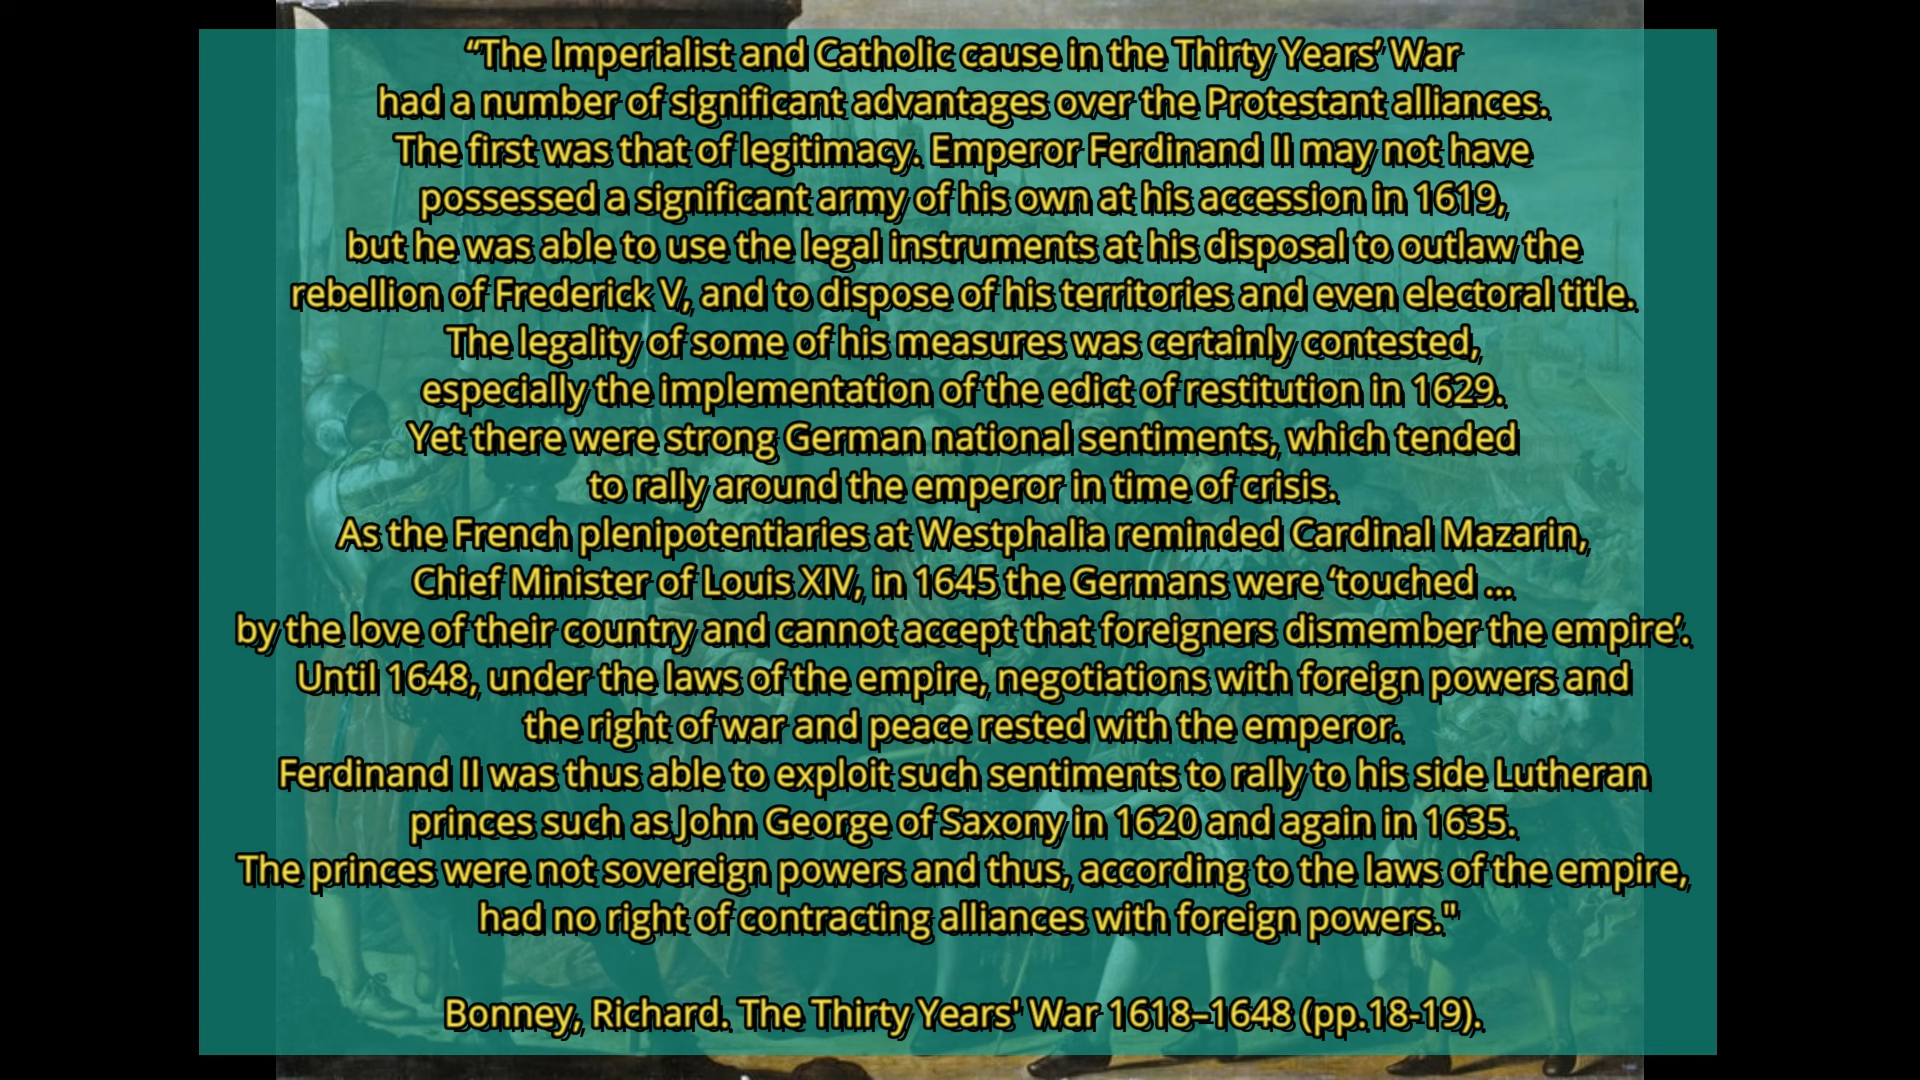 “The Imperialist and Catholic cause in the Thirty Years’ War
had a number of significant advantages over the Protestant alliances.
The first was that of legitimacy. Emperor Ferdinand II may not have
possessed a significant army of his own at his accession in 1619,
but he was able to use the legal instruments at his disposal to outlaw the
rebellion of Frederick V, and to dispose of his territories and even electoral title.
The legality of some of his measures was certainly contested,
especially the implementation of the edict of restitution in 1629.
Yet there were strong German national sentiments, which tended
to rally around the emperor in time of crisis.
As the French plenipotentiaries at Westphalia reminded Cardinal Mazarin,
Chief Minister of Louis XIV, in 1645 the Germans were ‘touched ...
by the love of their country and cannot accept that foreigners dismember the empire’.
Until 1648, under the laws of the empire, negotiations with foreign powers and
the right of war and peace rested with the emperor.
Ferdinand II was thus able to exploit such sentiments to rally to his side Lutheran
princes such as John George of Saxony in 1620 and again in 1635.
The princes were not sovereign powers and thus, according to the laws of the empire,
had no right of contracting alliances with foreign powers."
Bonney, Richard. The Thirty Years' War 1618–1648 (pp.18-19).